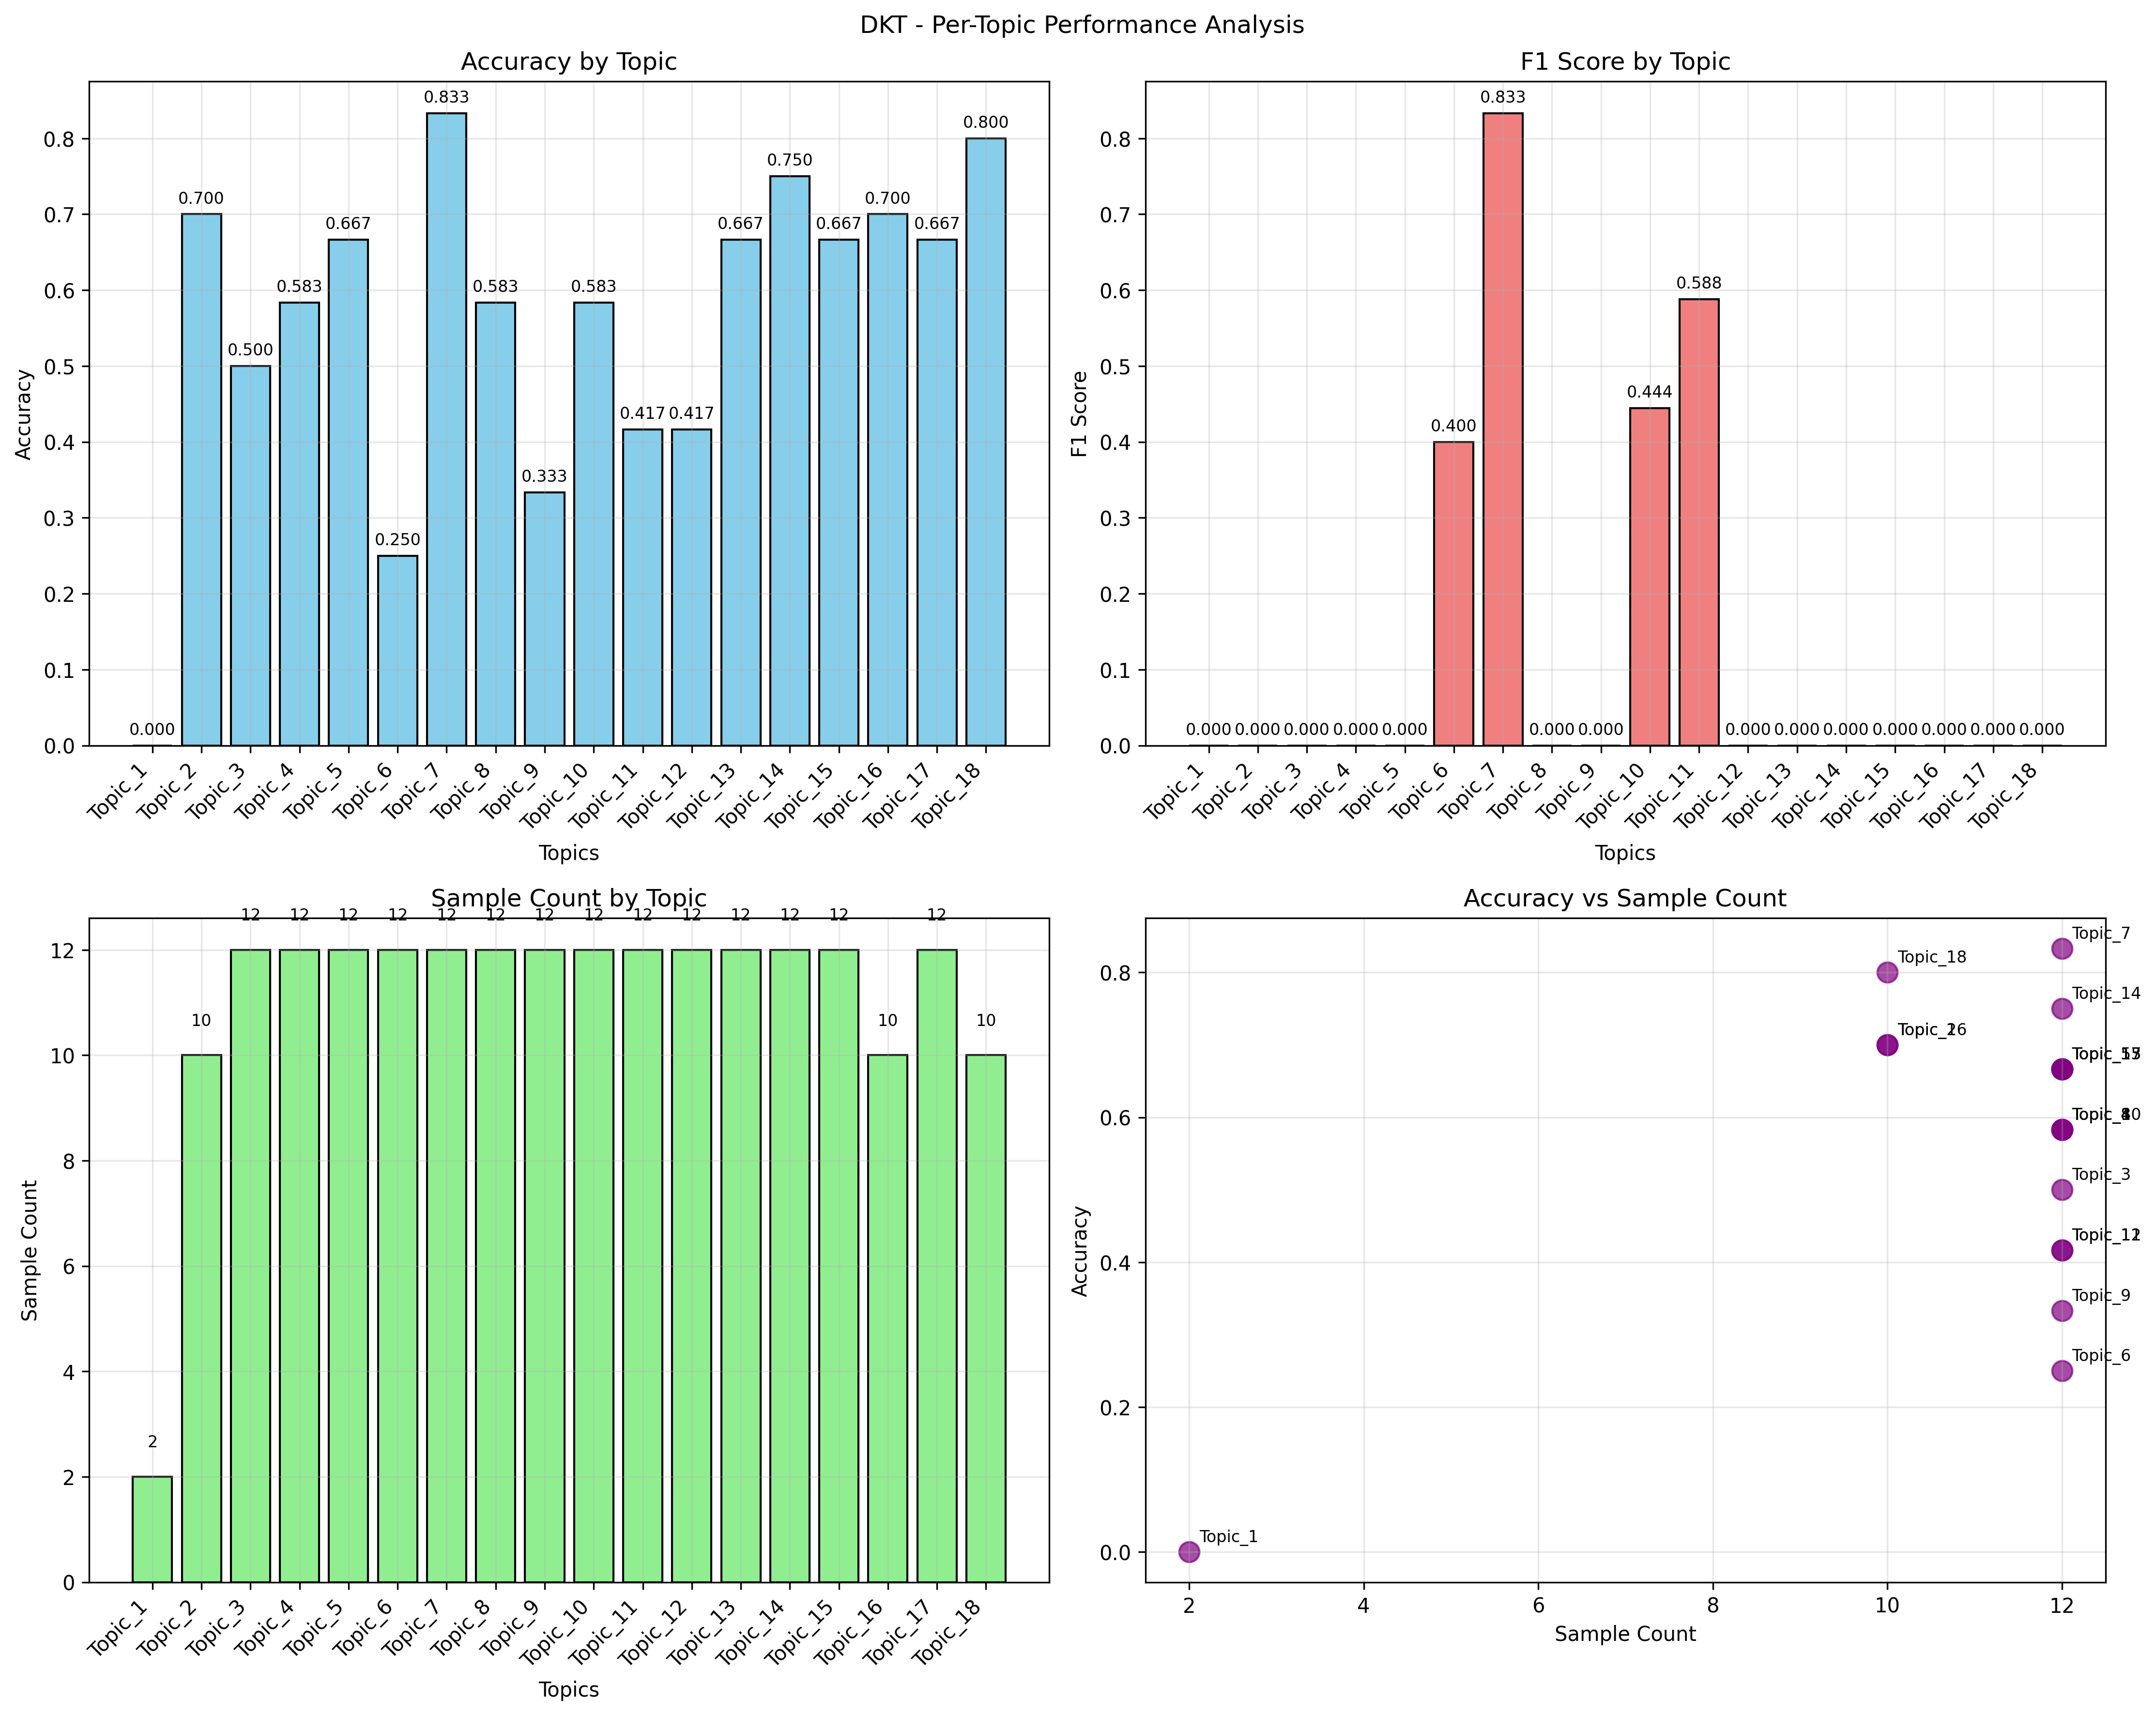 DKT - Per-Topic Performance Analysis
Accuracy by Topic
Accuracy
0.8
0.7
0.6
0.5
0.4
0.3
0.2
0.1
0.0
0.000
0.700
0.500
0.583
0.667
0.250
0.833
0.583
0.333
0.583
0.417
0.417
0.667
0.750
0.667
0.700
0.667
0.800
Topic_1
Topic_2
Topic_3
Topic_4
Topic_5
Topic_6
Topic_7
Topic_8
Topic_9
Topic_10
Topic_11
Topic_12
Topic_13
Topic_14
Topic_15
Topic_16
Topic_17
Topic_18
Topics
F1 Score by Topic
F1 Score
0.8
0.7
0.6
0.5
0.4
0.3
0.2
0.1
0.0
0.000
0.000
0.000
0.000
0.000
0.400
0.833
0.000
0.000
0.444
0.588
0.000
0.000
0.000
0.000
0.000
0.000
0.000
Topic_1
Topic_2
Topic_3
Topic_4
Topic_5
Topic_6
Topic_7
Topic_8
Topic_9
Topic_10
Topic_11
Topic_12
Topic_13
Topic_14
Topic_15
Topic_16
Topic_17
Topic_18
Topics
Sample Count by Topic
Sample Count
12
10
8
6
4
2
0
2
10
12
12
12
12
12
12
12
12
12
12
12
12
12
10
12
10
Topic_1
Topic_2
Topic_3
Topic_4
Topic_5
Topic_6
Topic_7
Topic_8
Topic_9
Topic_10
Topic_11
Topic_12
Topic_13
Topic_14
Topic_15
Topic_16
Topic_17
Topic_18
Topics
Accuracy vs Sample Count
Accuracy
0.8
0.6
0.4
0.2
0.0
Topic_7
Topic_18
Topic_14
Topic_3
Topic_9
Topic_6
Topic_1
2
4
6
8
10
12
Sample Count